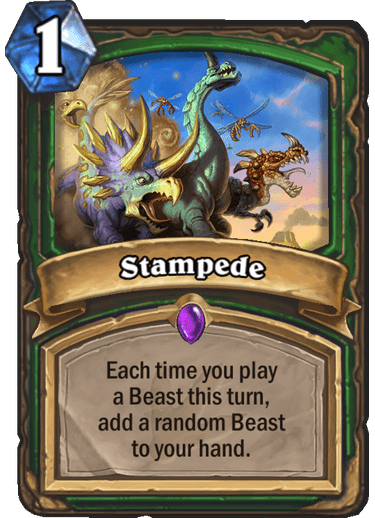 1
Stampede
Each time you play
a Beast this turn,
add a random Beast
to your hand.